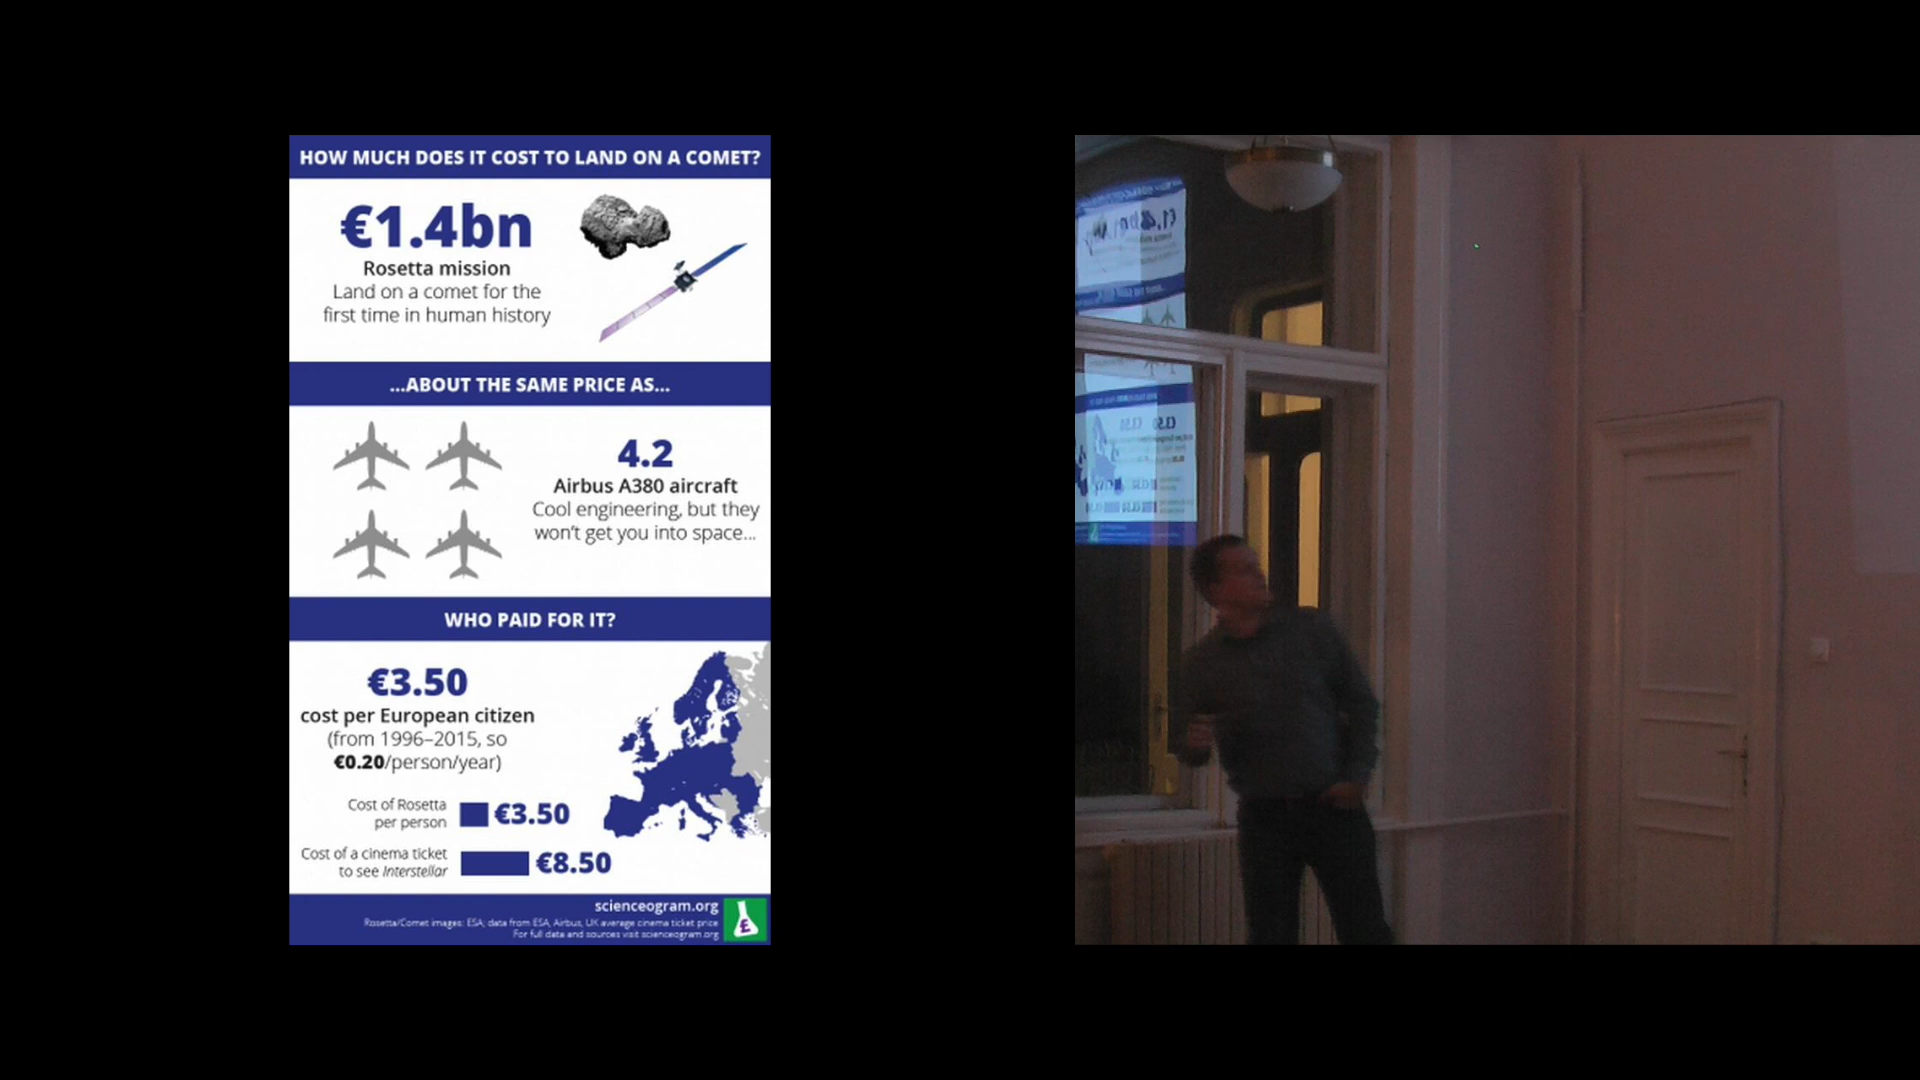 HOW MUCH DOES IT COST TO LAND ON A COMET?
€1.4bn
Rosetta mission
Land on a comet for the
first time in human history
...ABOUT THE SAME PRICE AS...
4.2
Airbus A380 aircraft
Cool engineering, but they
won't get you into space...
WHO PAID FOR IT?
€3.50
cost per European citizen
(from 1996–2015, so
€0.20/person/year)
Cost of Rosetta
per person
€3.50
Cost of a cinema ticket
to see Interstellar
€8.50
scienceogram.org
Rosetta/Comet images: ESA; data from ESA, Airbus, UK average cinema ticket price
For full data and sources visit scienceogram.org
£